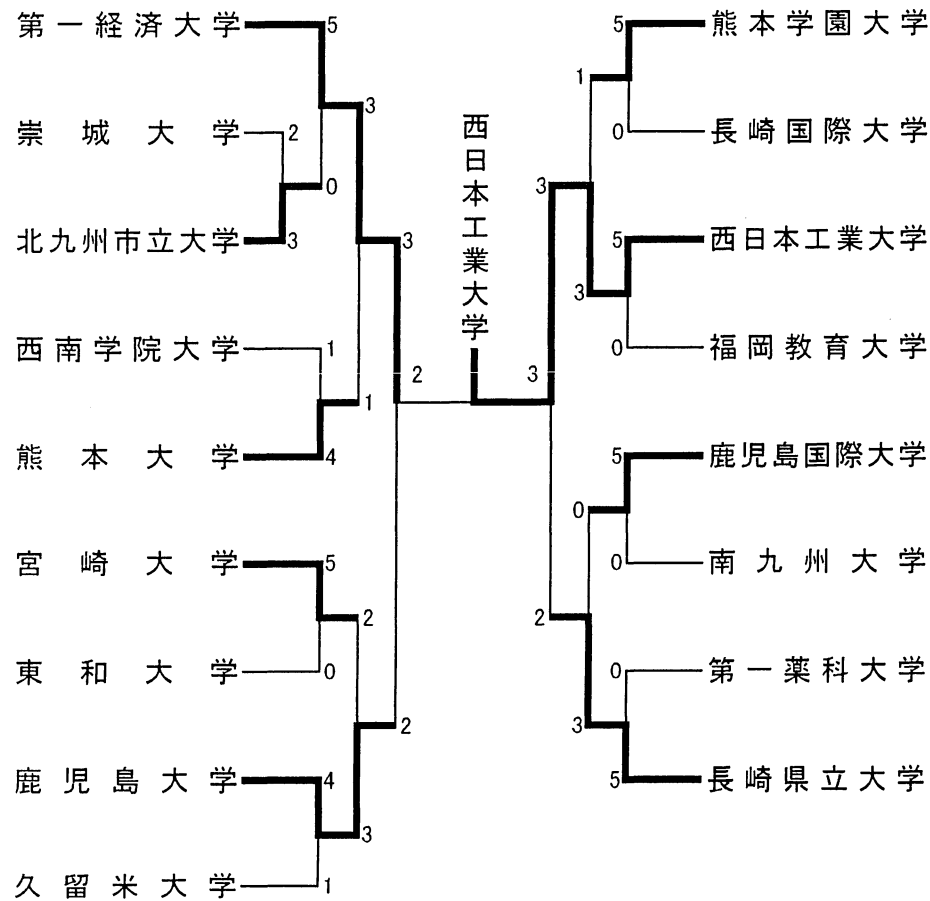 第一経済大学
5
3
崇城大学
2
0
北九州市立大学
3
3
西南学院大学
1
1
熊本大学
4
2
宮崎大学
5
2
東和大学
0
2
鹿児島大学
4
3
久留米大学
1
西日本工業大学
3
熊本学園大学
5
1
長崎国際大学
0
3
西日本工業大学
5
3
福岡教育大学
0
鹿児島国際大学
5
0
南九州大学
0
2
第一薬科大学
0
3
長崎県立大学
5